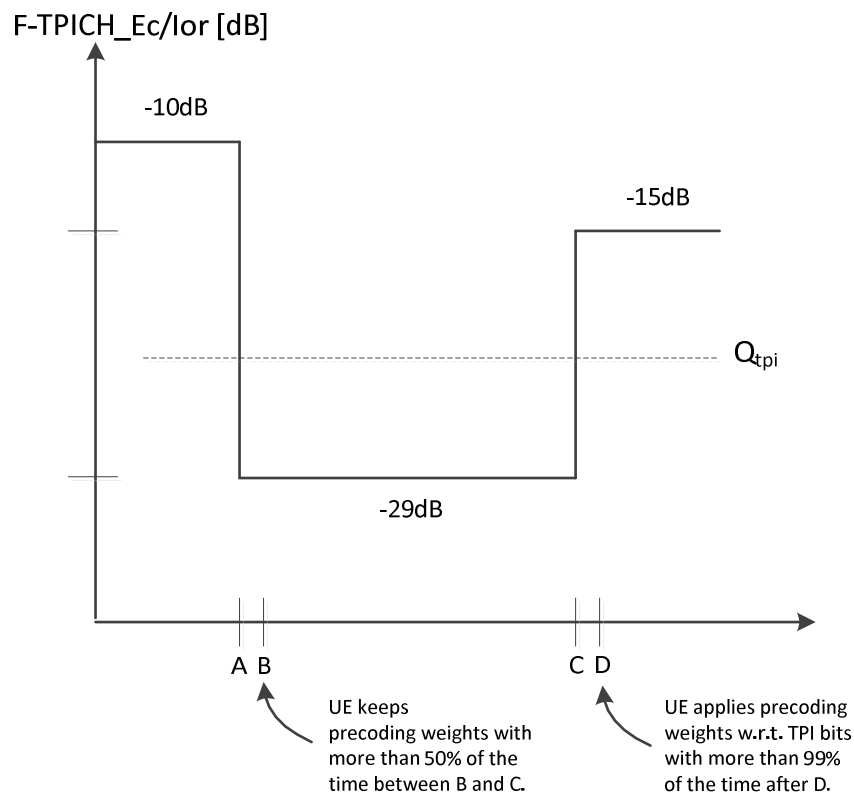 F-TPICH_Ec/Ior [dB]
-10dB
-15dB
Qtpi
-29dB
A B
C D
UE keeps
precoding weights with
more than 50% of the
time between B and C.
UE applies precoding
weights w.r.t. TPI bits
with more than 99%
of the time after D.